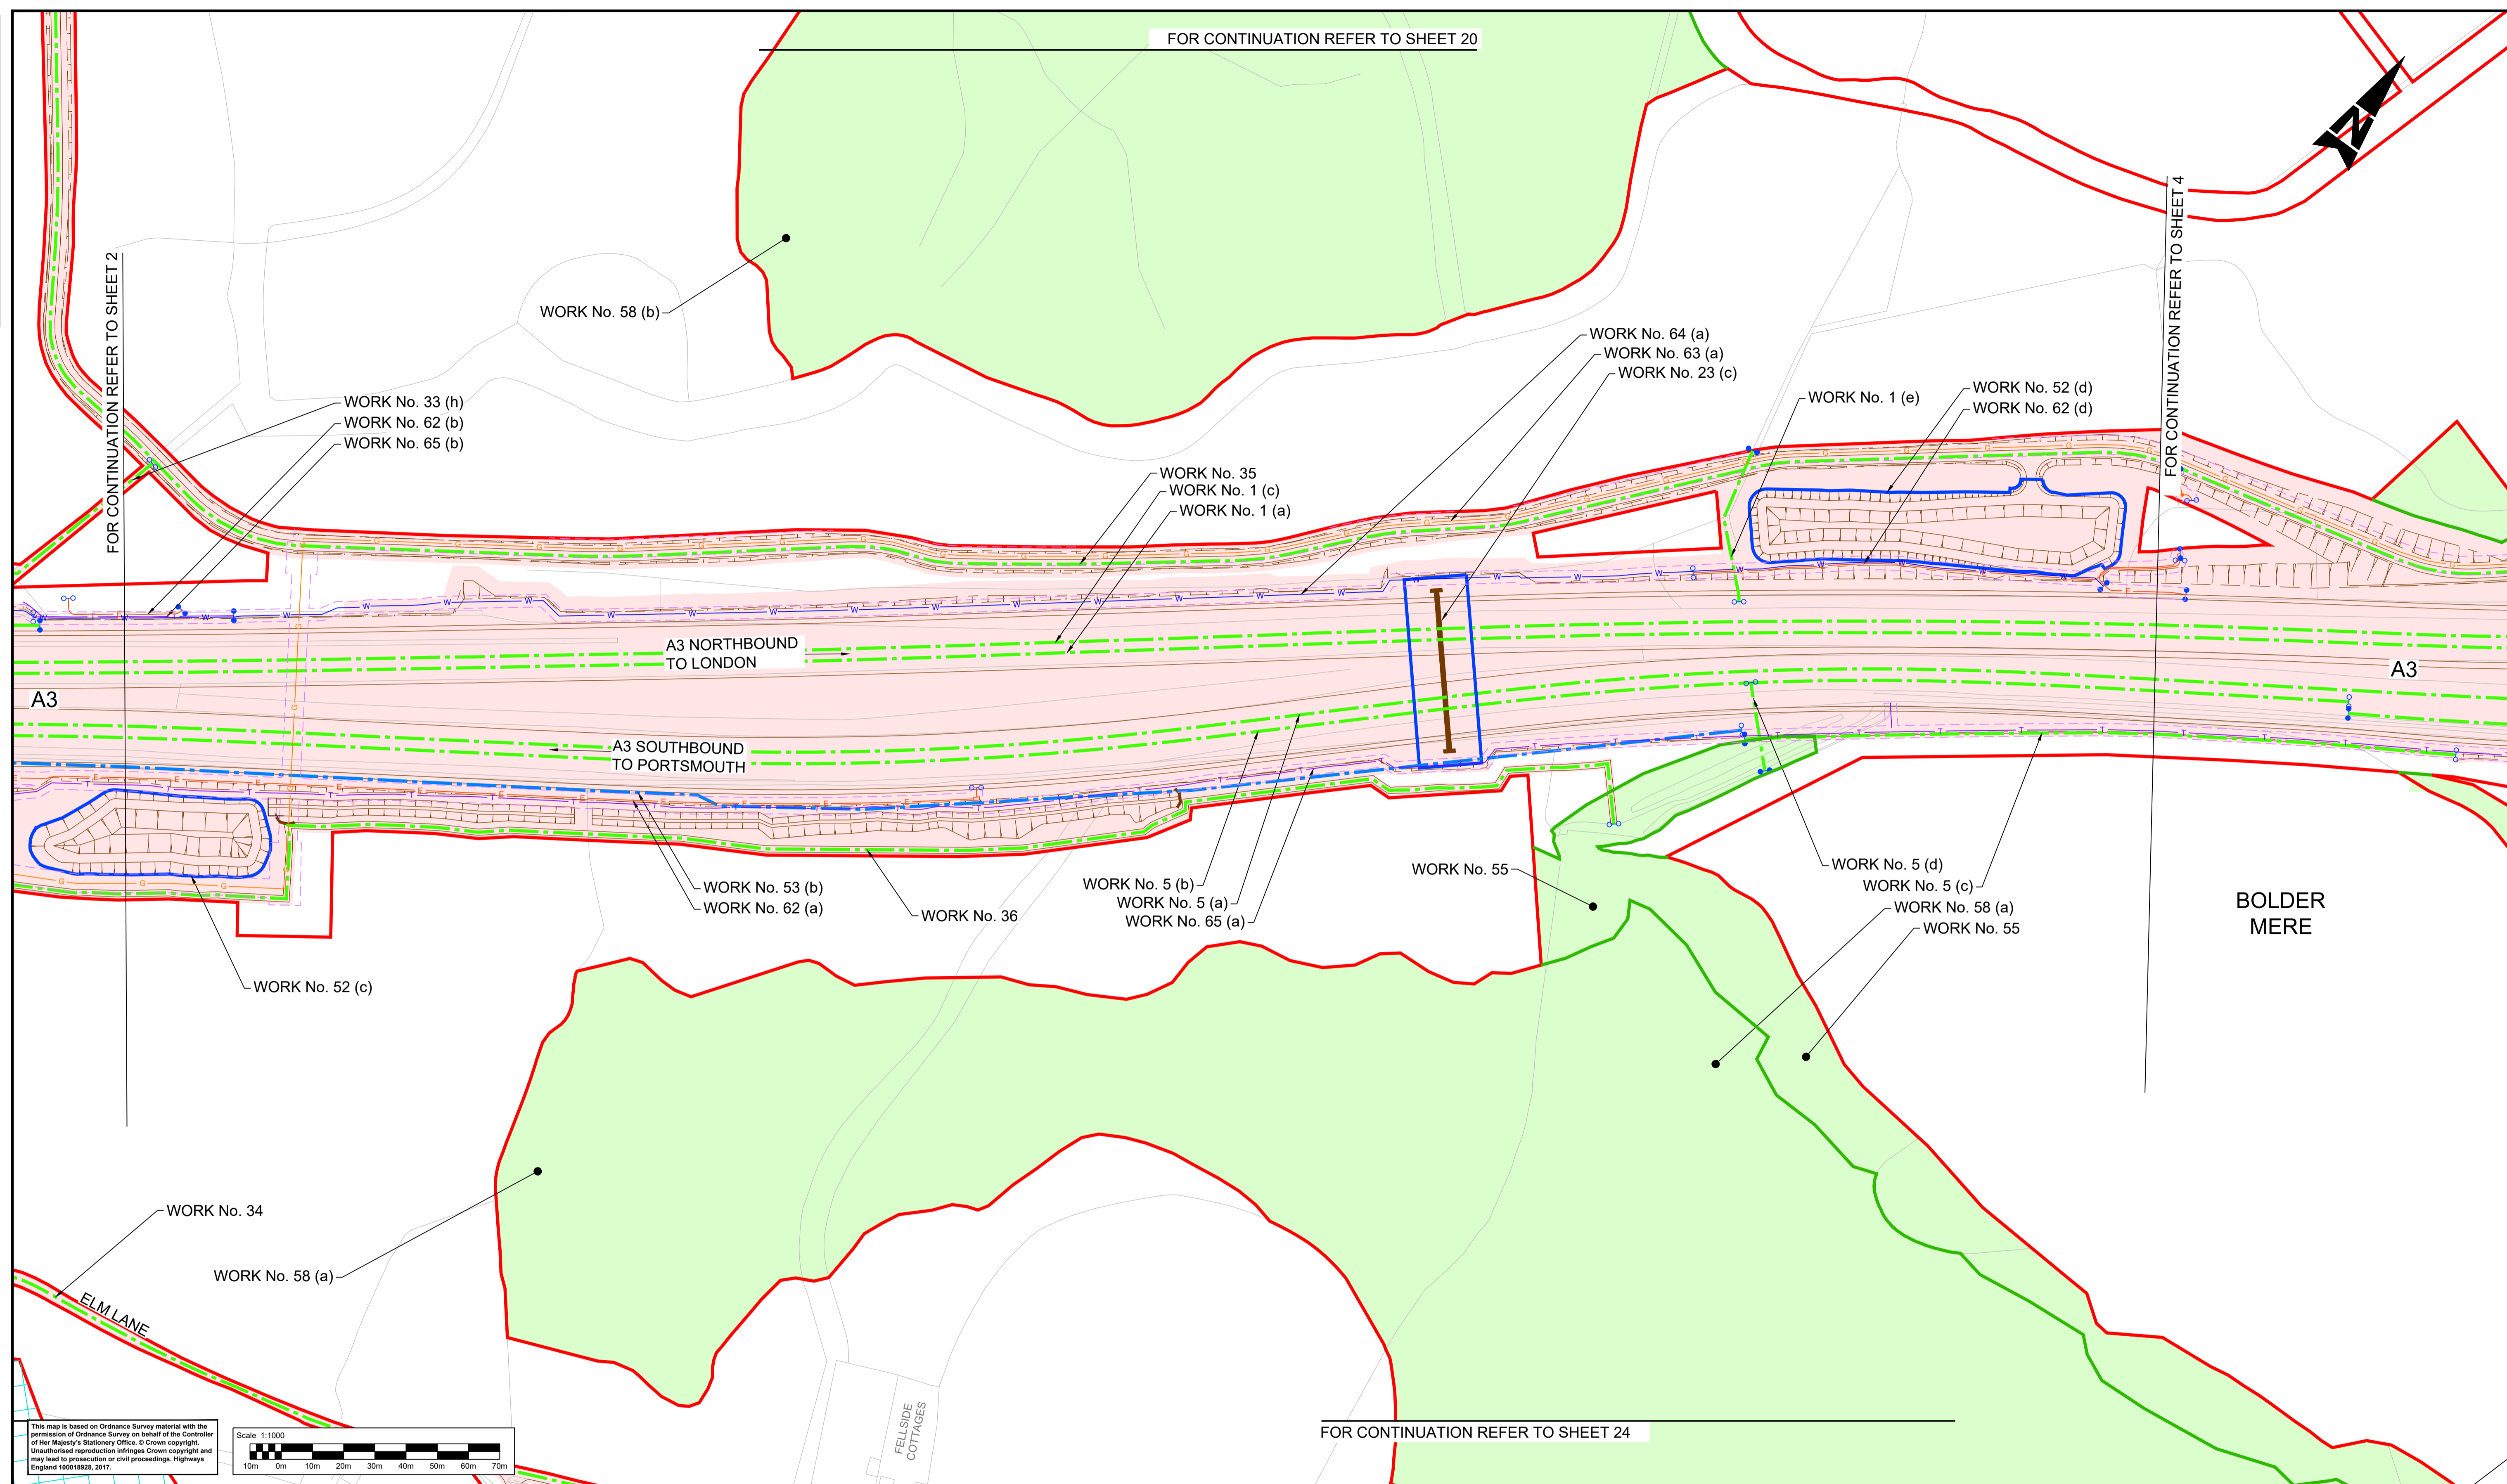 FOR CONTINUATION REFER TO SHEET 20
N
FOR CONTINUATION REFER TO SHEET 2
FOR CONTINUATION REFER TO SHEET 4
WORK No. 58 (b)
WORK No. 64 (a)
WORK No. 63 (a)
WORK No. 23 (c)
WORK No. 1 (e)
WORK No. 52 (d)
WORK No. 62 (d)
WORK No. 33 (h)
WORK No. 62 (b)
WORK No. 65 (b)
WORK No. 35
WORK No. 1 (c)
WORK No. 1 (a)
A3 NORTHBOUND
TO LONDON
A3
A3
A3 SOUTHBOUND
TO PORTSMOUTH
WORK No. 53 (b)
WORK No. 62 (a)
WORK No. 36
WORK No. 5 (b)
WORK No. 5 (a)
WORK No. 65 (a)
WORK No. 55
WORK No. 5 (d)
WORK No. 5 (c)
WORK No. 58 (a)
WORK No. 55
BOLDER
MERE
WORK No. 52 (c)
WORK No. 34
WORK No. 58 (a)
ELM LANE
FELLSIDE
COTTAGES
FOR CONTINUATION REFER TO SHEET 24
This map is based on Ordnance Survey material with the
permission of Ordnance Survey on behalf of the Controller
of Her Majesty's Stationery Office. © Crown copyright.
Unauthorised reproduction infringes Crown copyright and
may lead to prosecution or civil proceedings. Highways
England 100018928, 2017.
Scale 1:1000
10m 0m 10m 20m 30m 40m 50m 60m 70m